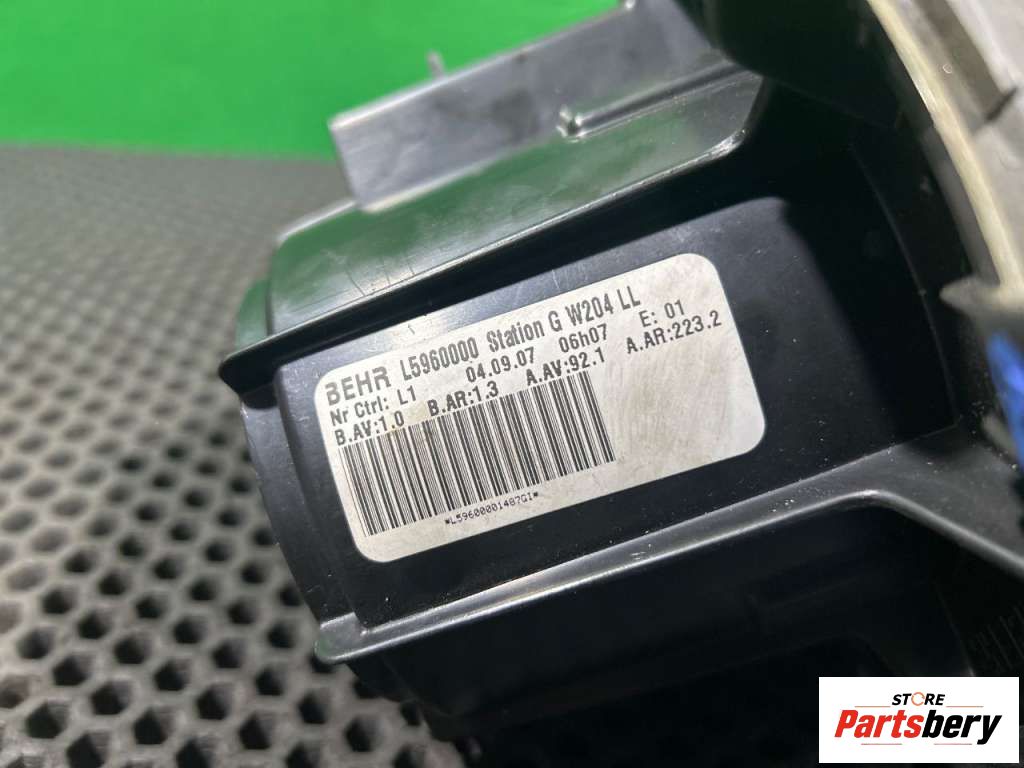 BEHR L5960000 Station G W204 LL
Nr Ctrl: L1 04.09.07 06h07 E: 01
B.AV:1.0 B.AR:1.3 A.AV:92.1 A.AR:223.2
*L59600001487GI*
STORE
Partsbery